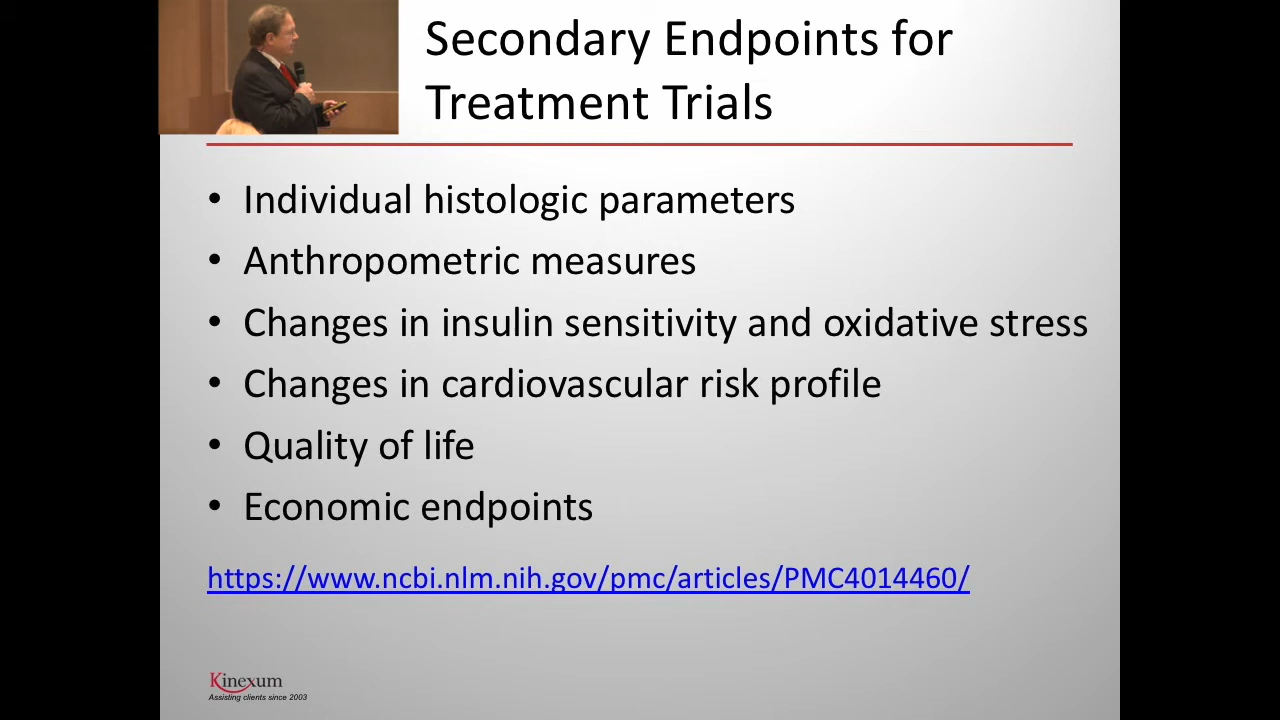 Secondary Endpoints for
Treatment Trials
• Individual histologic parameters
• Anthropometric measures
• Changes in insulin sensitivity and oxidative stress
• Changes in cardiovascular risk profile
• Quality of life
• Economic endpoints
https://www.ncbi.nlm.nih.gov/pmc/articles/PMC4014460/
Kinexum
Assisting clients since 2003